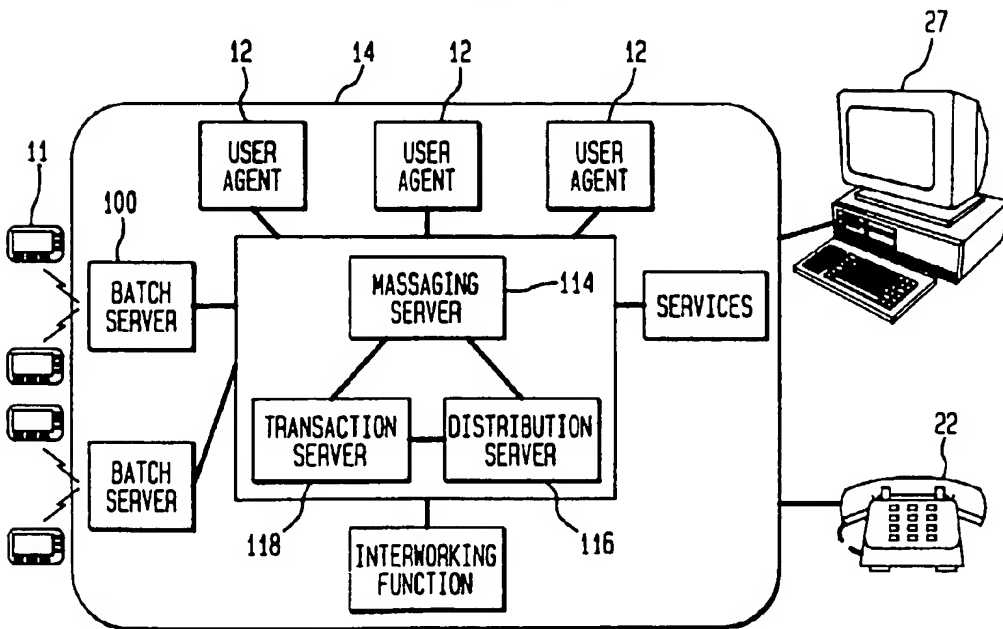 27
12
14
12
12
11
USER
AGENT
USER
AGENT
USER
AGENT
100
BATCH
SERVER
MASSAGING
SERVER
114
SERVICES
TRANSACTION
SERVER
DISTRIBUTION
SERVER
22
BATCH
SERVER
118
116
INTERWORKING
FUNCTION